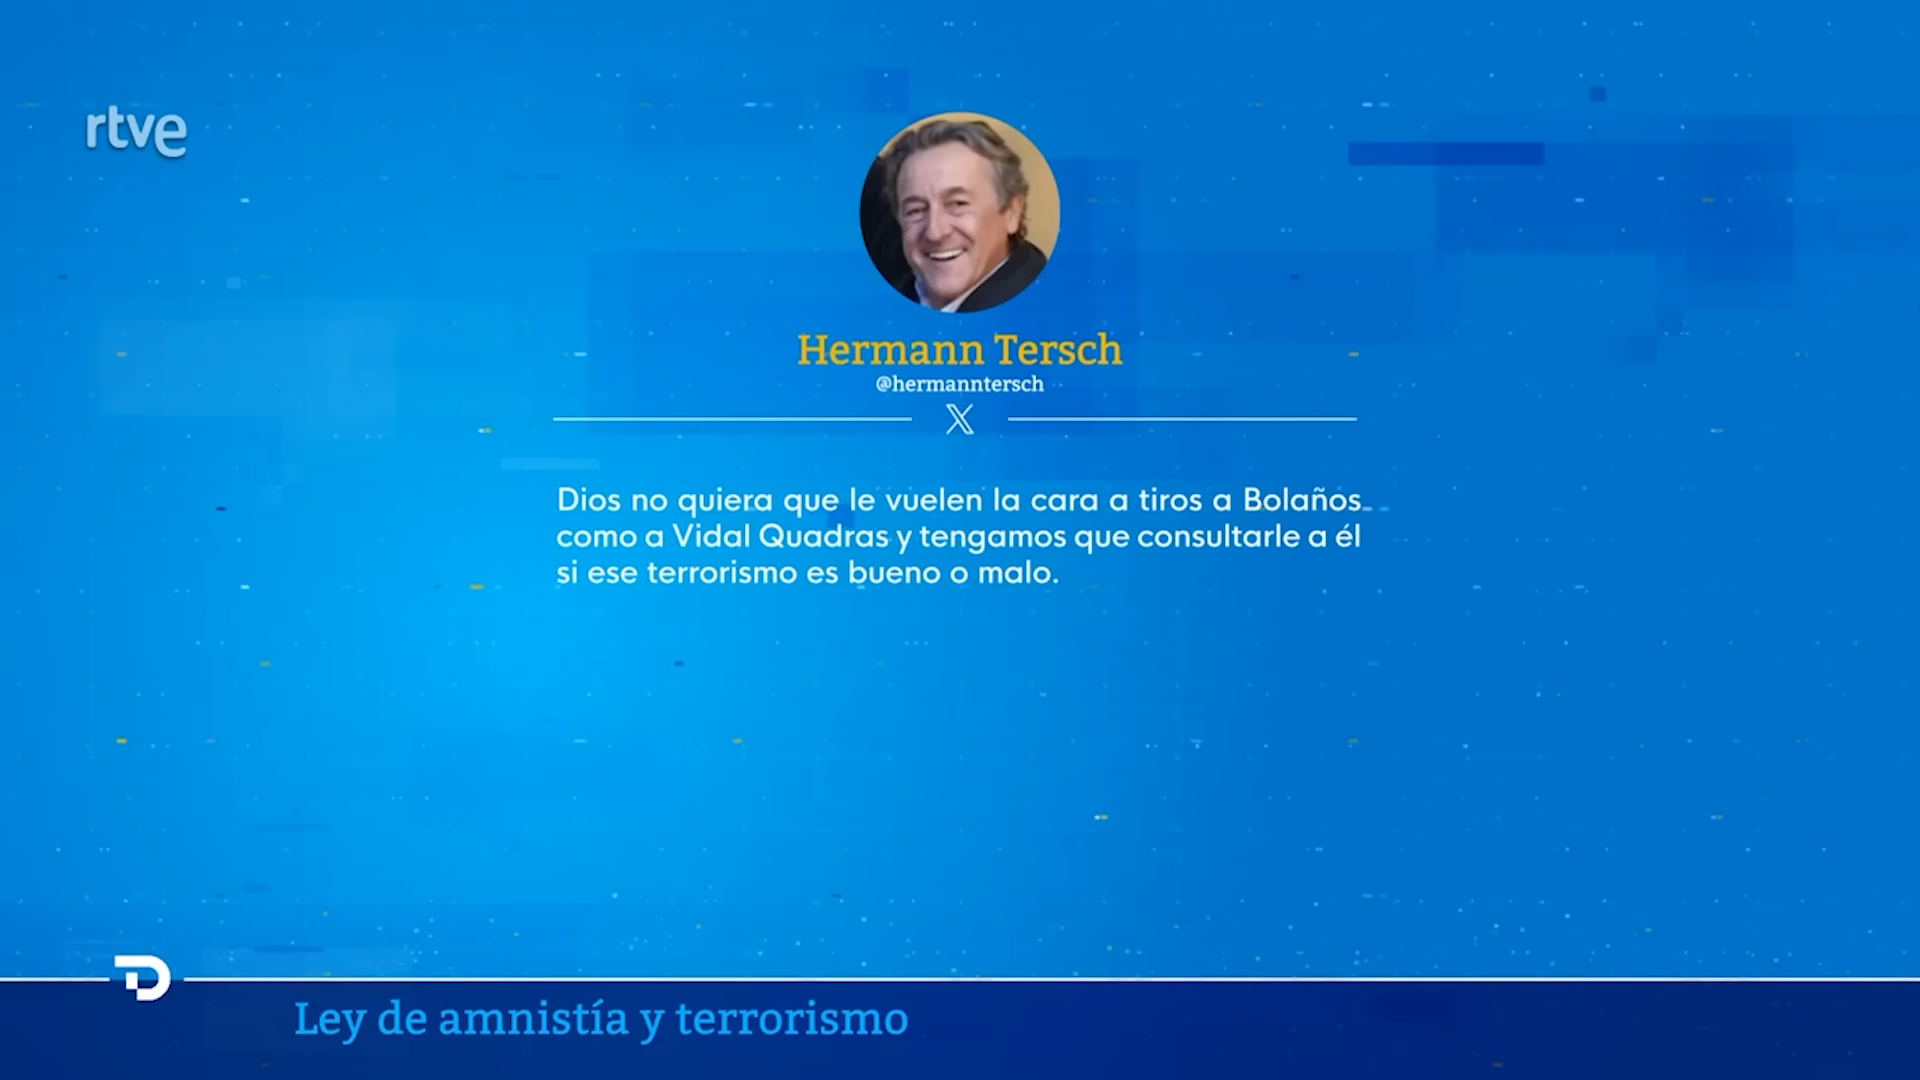 rtve
Hermann Tersch
@hermanntersch
X
Dios no quiera que le vuelen la cara a tiros a Bolaños
como a Vidal Quadras y tengamos que consultarle a él
si ese terrorismo es bueno o malo.
Ley de amnistía y terrorismo